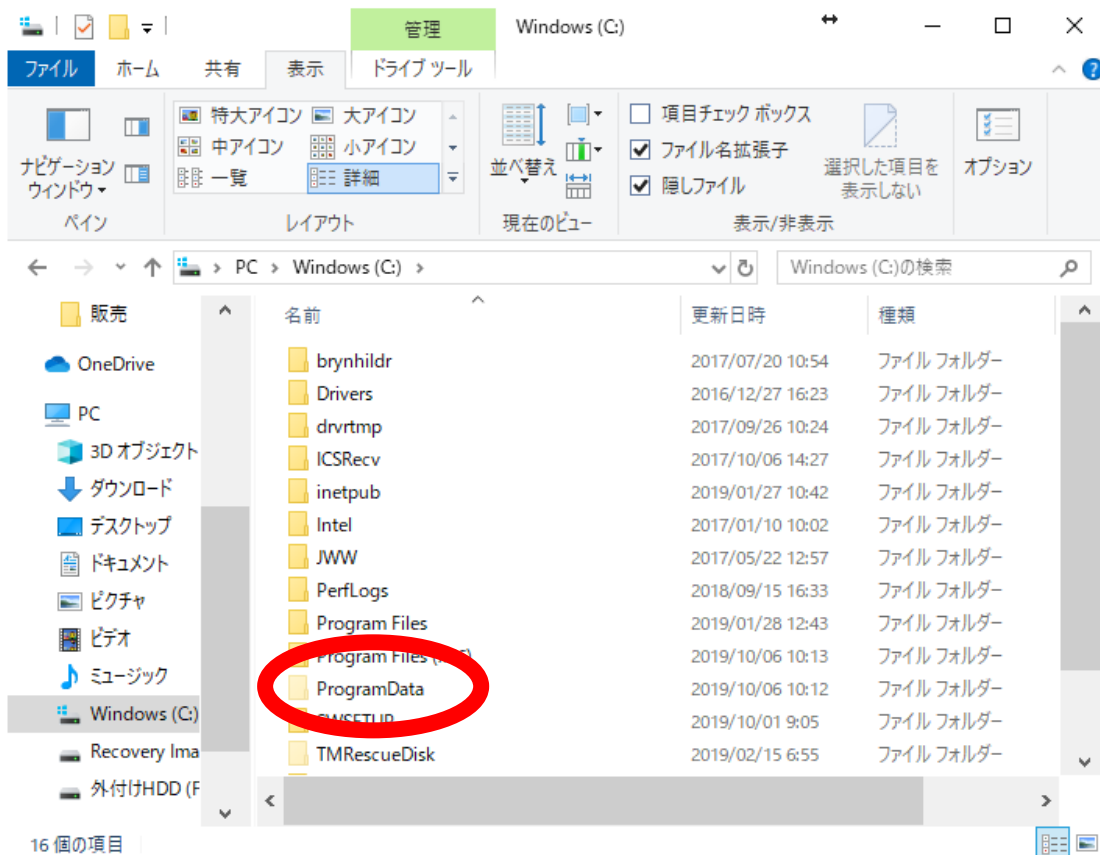 管理
Windows (C:)
ファイル ホーム 共有 表示 ドライブ ツール
ナビゲーション
ウィンドウ
特大アイコン 大アイコン
中アイコン 小アイコン
一覧 詳細
並べ替え
項目チェック ボックス
ファイル名拡張子
隠しファイル
選択した項目を
表示しない
オプション
ペイン レイアウト 現在のビュー 表示/非表示
PC Windows (C:)
Windows (C:)の検索
販売
OneDrive
PC
3D オブジェクト
ダウンロード
デスクトップ
ドキュメント
ピクチャ
ビデオ
ミュージック
Windows (C:)
Recovery Ima
外付けHDD (F
名前 更新日時 種類
brynhildr 2017/07/20 10:54 ファイル フォルダー
Drivers 2016/12/27 16:23 ファイル フォルダー
drvrtmp 2017/09/26 10:24 ファイル フォルダー
ICSRecv 2017/10/06 14:27 ファイル フォルダー
inetpub 2019/01/27 10:42 ファイル フォルダー
Intel 2017/01/10 10:02 ファイル フォルダー
JWW 2017/05/22 12:57 ファイル フォルダー
PerfLogs 2018/09/15 16:33 ファイル フォルダー
Program Files 2019/01/28 12:43 ファイル フォルダー
Program Files 2019/10/06 10:13 ファイル フォルダー
ProgramData 2019/10/06 10:12 ファイル フォルダー
SWSETUP 2019/10/01 9:05 ファイル フォルダー
TMRescueDisk 2019/02/15 6:55 ファイル フォルダー
16 個の項目